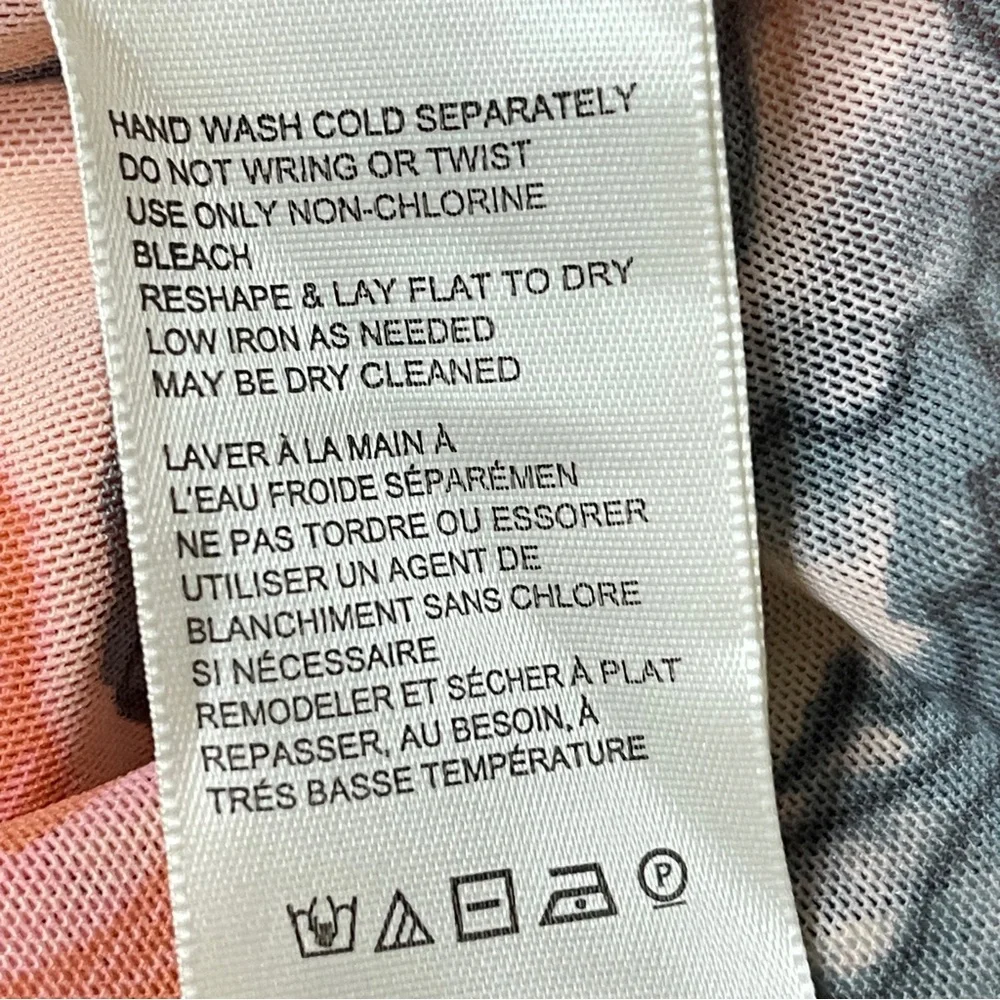 HAND WASH COLD SEPARATELY
DO NOT WRING OR TWIST
USE ONLY NON-CHLORINE
BLEACH
RESHAPE & LAY FLAT TO DRY
LOW IRON AS NEEDED
MAY BE DRY CLEANED
LAVER À LA MAIN À
L'EAU FROIDE SÉPARÉMEN
NE PAS TORDRE OU ESSORER
UTILISER UN AGENT DE
BLANCHIMENT SANS CHLORE
SI NÉCESSAIRE
REMODELER ET SÉCHER À PLAT
REPASSER, AU BESOIN, À
TRÉS BASSE TEMPÉRATURE
P